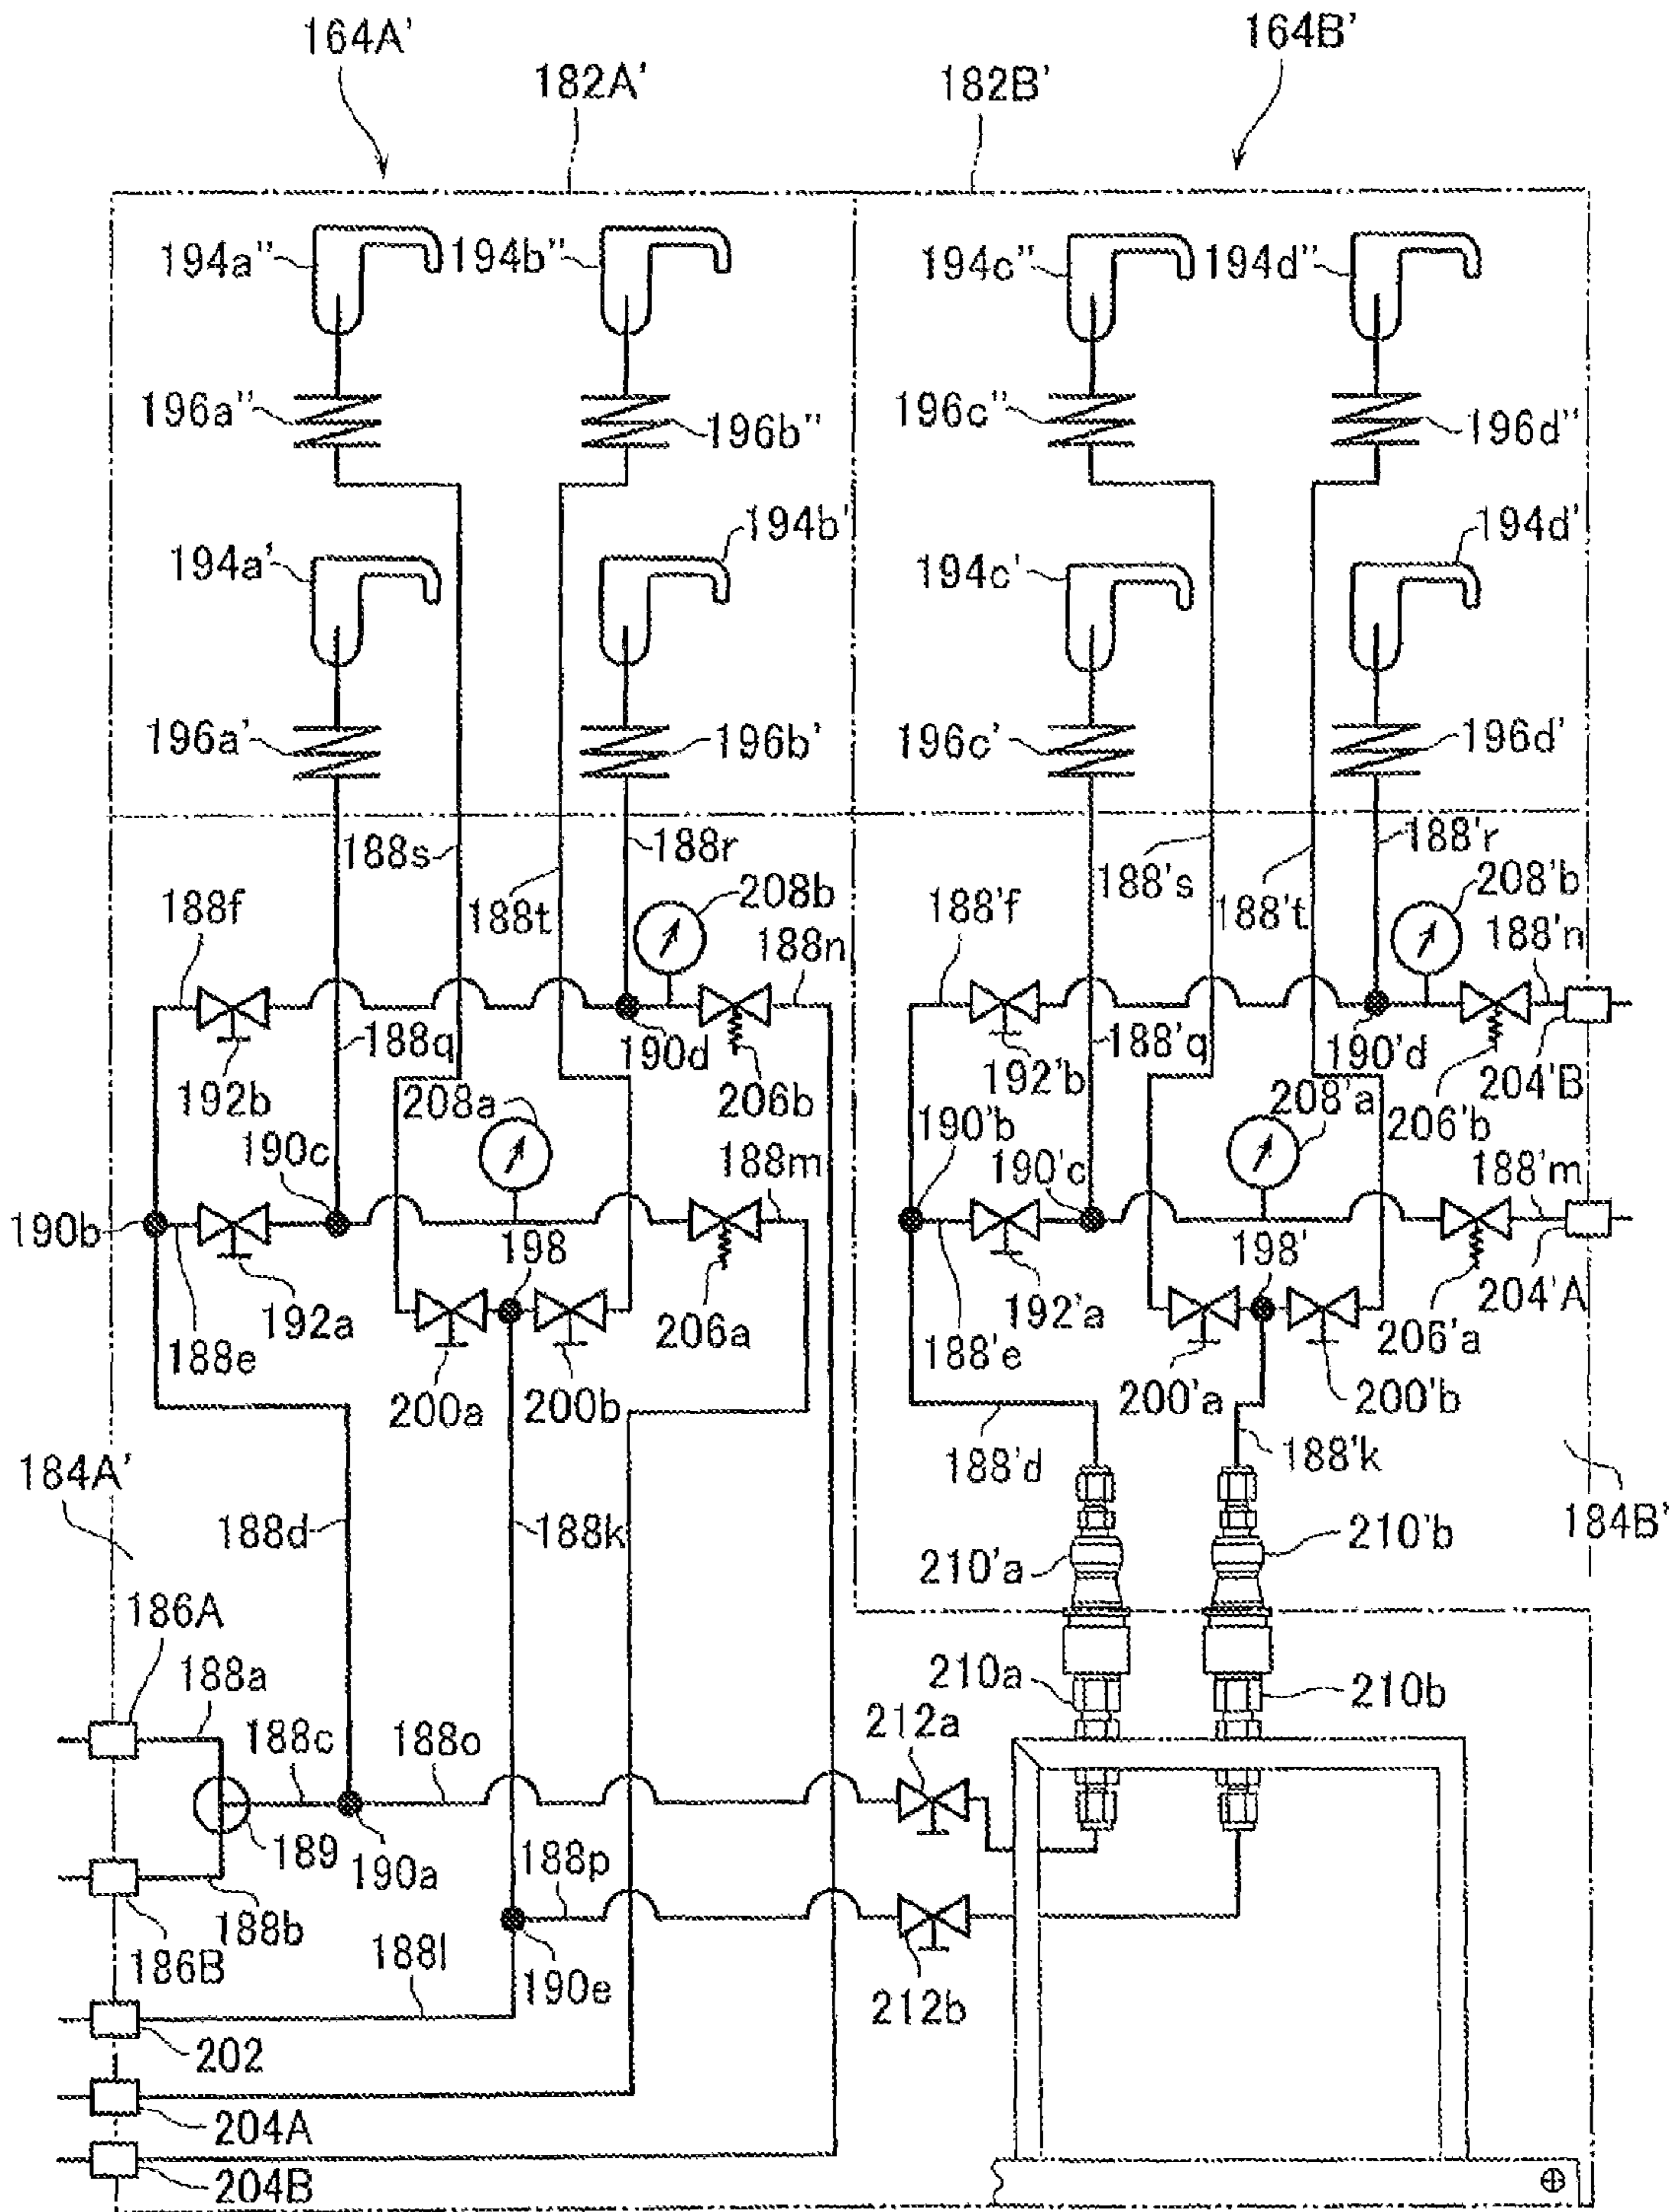 164A'
164B'
182A'
182B'
194a''
194b''
194c''
194d''
196a''
196b''
196c''
196d''
194a'
194b'
194c'
194d'
196a'
196b'
196c'
196d'
188s
188r
188's
188'r
188f
188t
208b
188n
188'f
188't
208'b
188'n
188q
190d
188'q
190'd
192b
208a
206b
192'b
208'a
204'B
190c
188m
190'b
190'c
206'b
188'm
190b
198
198'
192a
206a
192'a
204'A
188e
188'e
206'a
200a
200b
200'a
200'b
184A'
188'd
188'k
188d
188k
184B'
210'a
210'b
186A
188a
210a
210b
188c
188o
212a
189
190a
188p
188b
186B
188l
190e
212b
202
204A
204B